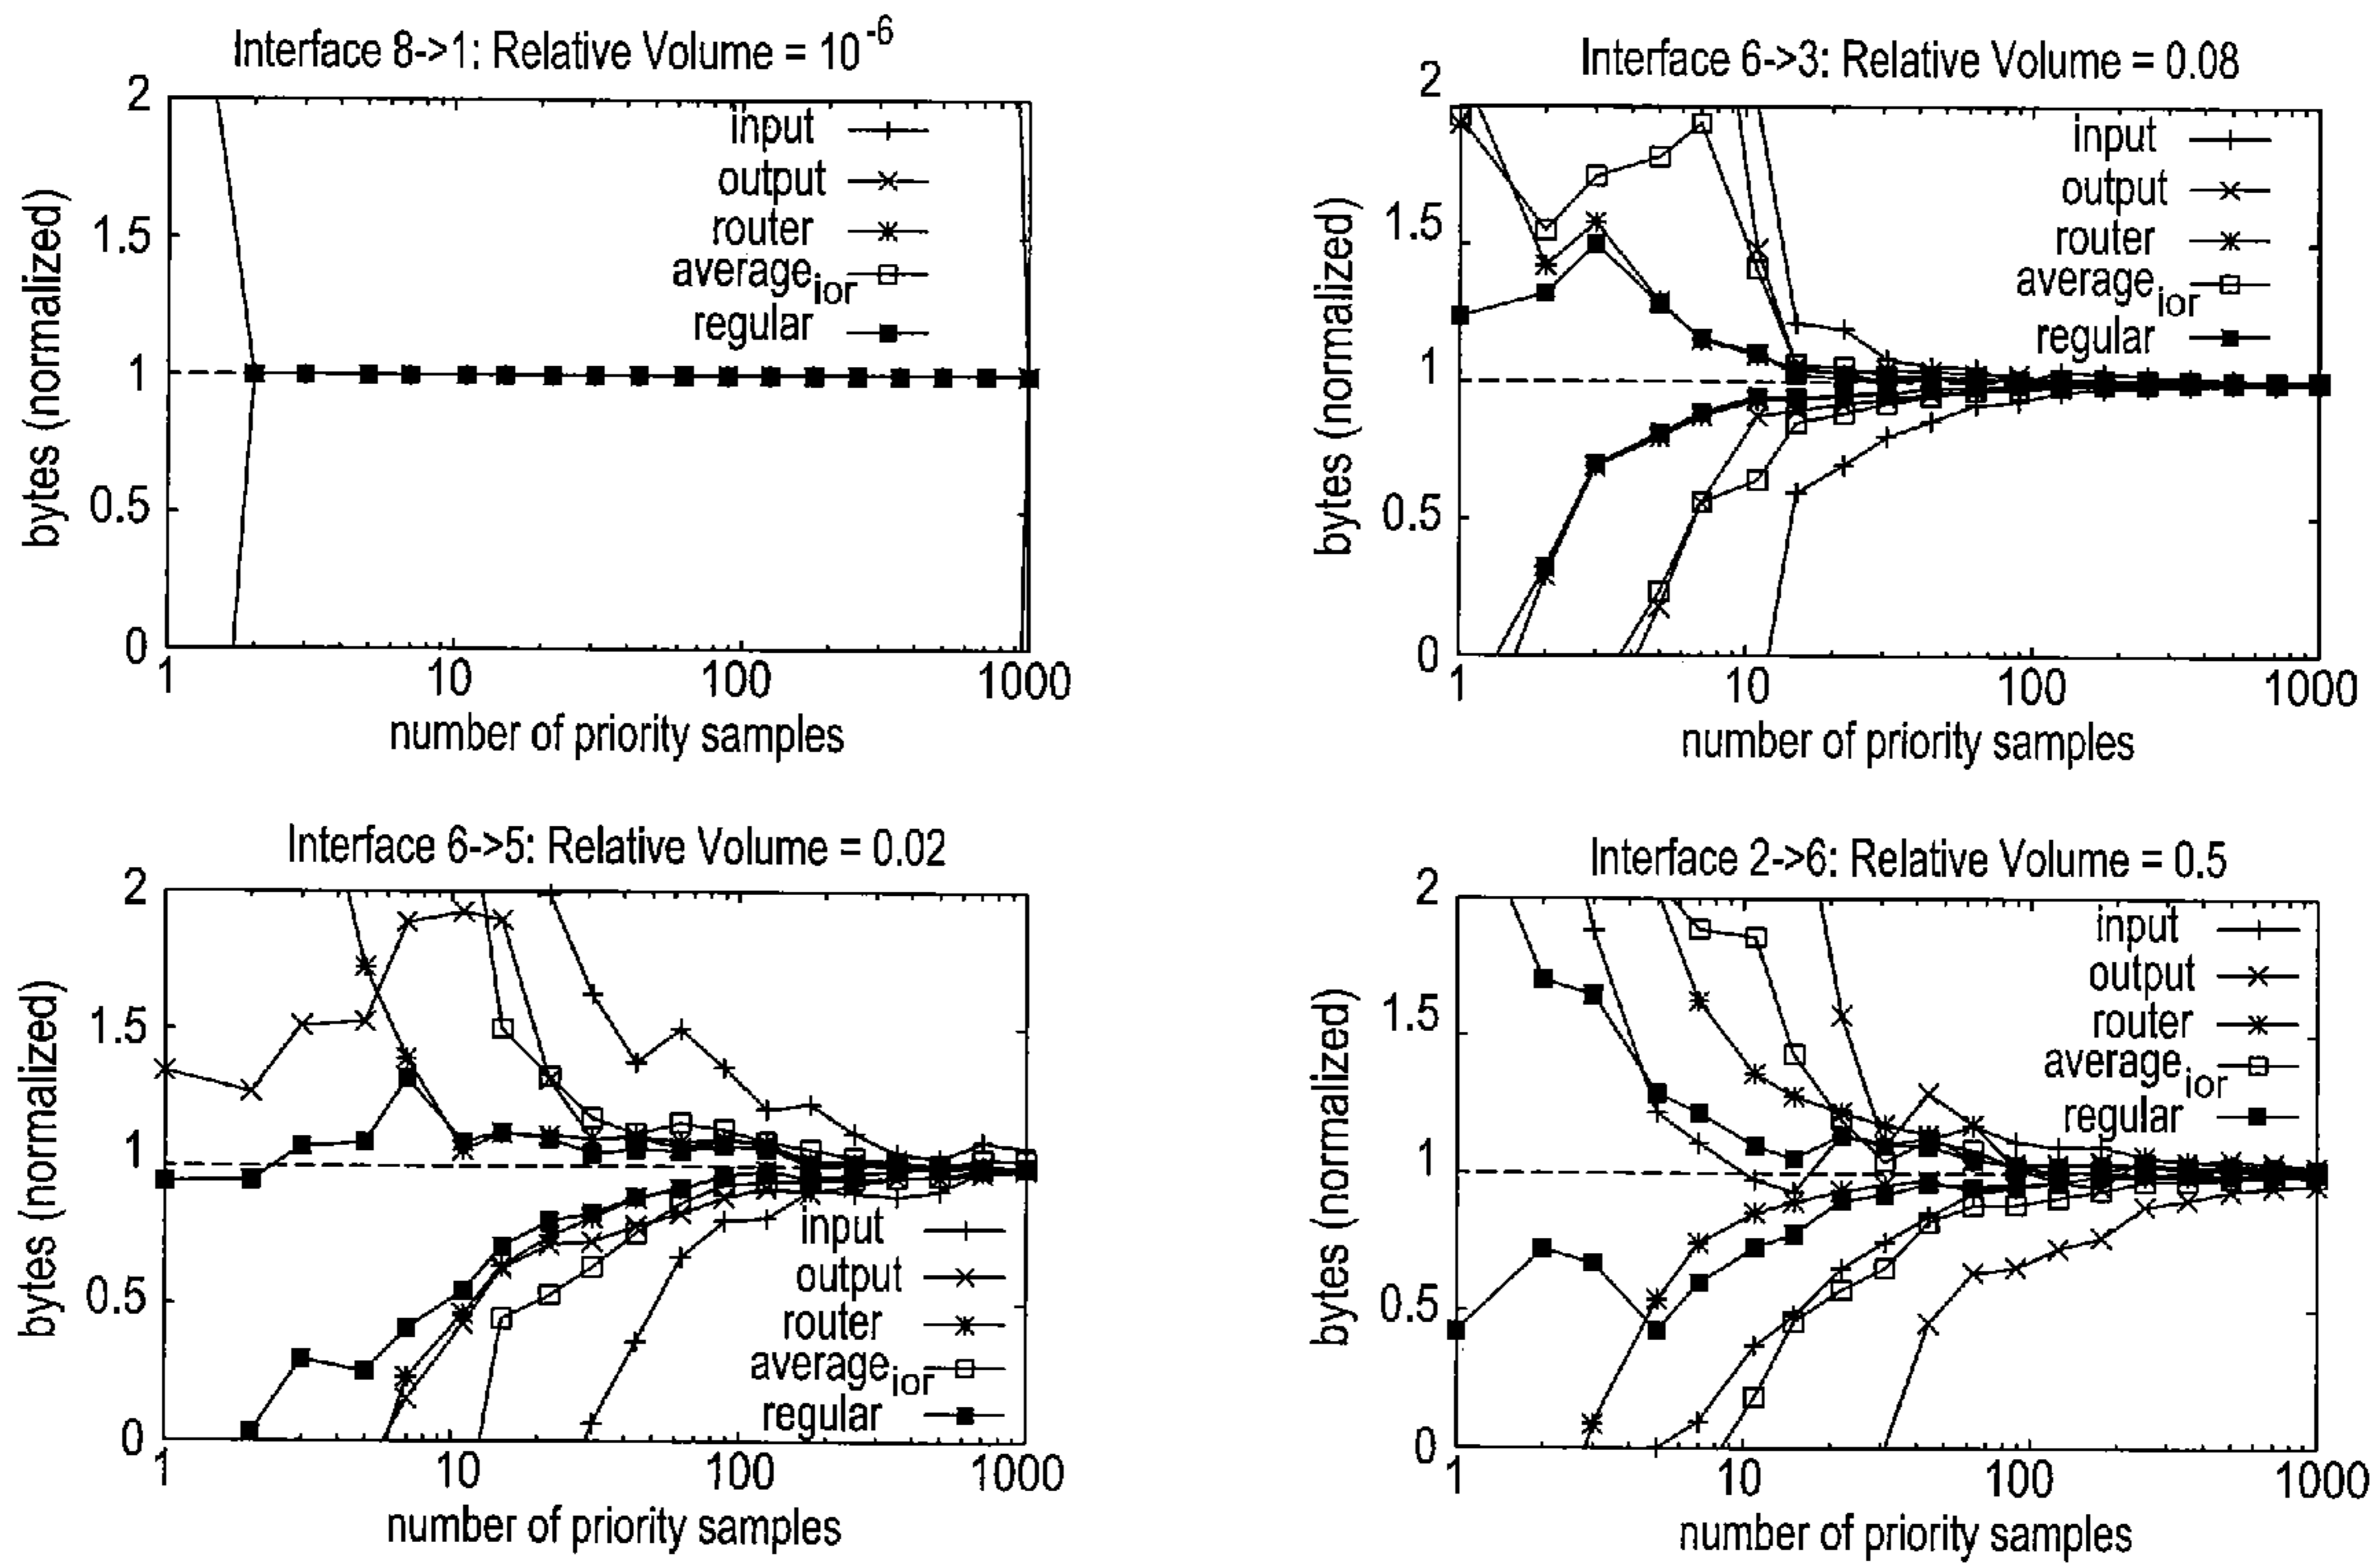 Interface 8->1: Relative Volume = 10^-6
2
1.5
1
0.5
0
bytes (normalized)
input
output
router
average_ior
regular
1 10 100 1000
number of priority samples
Interface 6->3: Relative Volume = 0.08
2
1.5
1
0.5
0
bytes (normalized)
input
output
router
average_ior
regular
1 10 100 1000
number of priority samples
Interface 6->5: Relative Volume = 0.02
2
1.5
1
0.5
0
bytes (normalized)
input
output
router
average_ior
regular
1 10 100 1000
number of priority samples
Interface 2->6: Relative Volume = 0.5
2
1.5
1
0.5
0
bytes (normalized)
input
output
router
average_ior
regular
1 10 100 1000
number of priority samples